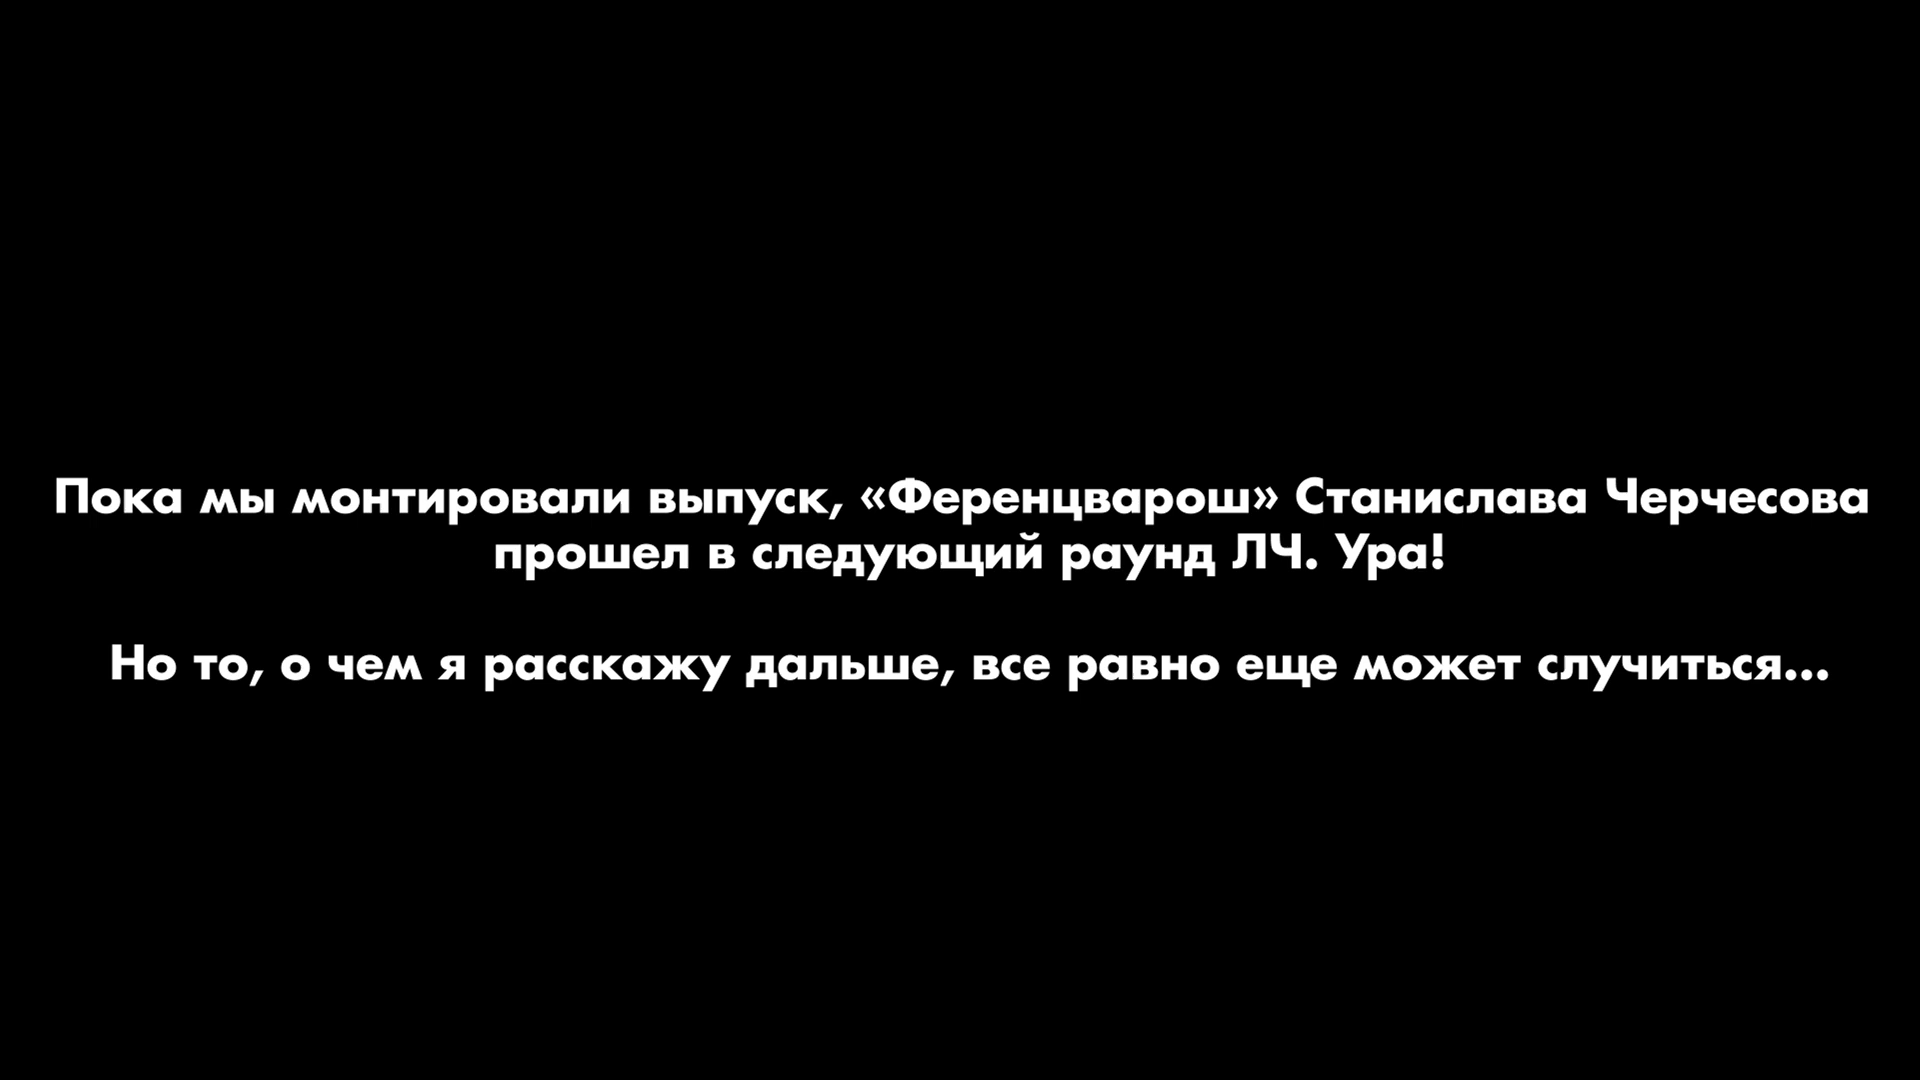 Пока мы монтировали выпуск, «Ференцварош» Станислава Черчесова
прошел в следующий раунд ЛЧ. Ура!
Но то, о чем я расскажу дальше, все равно еще может случиться...